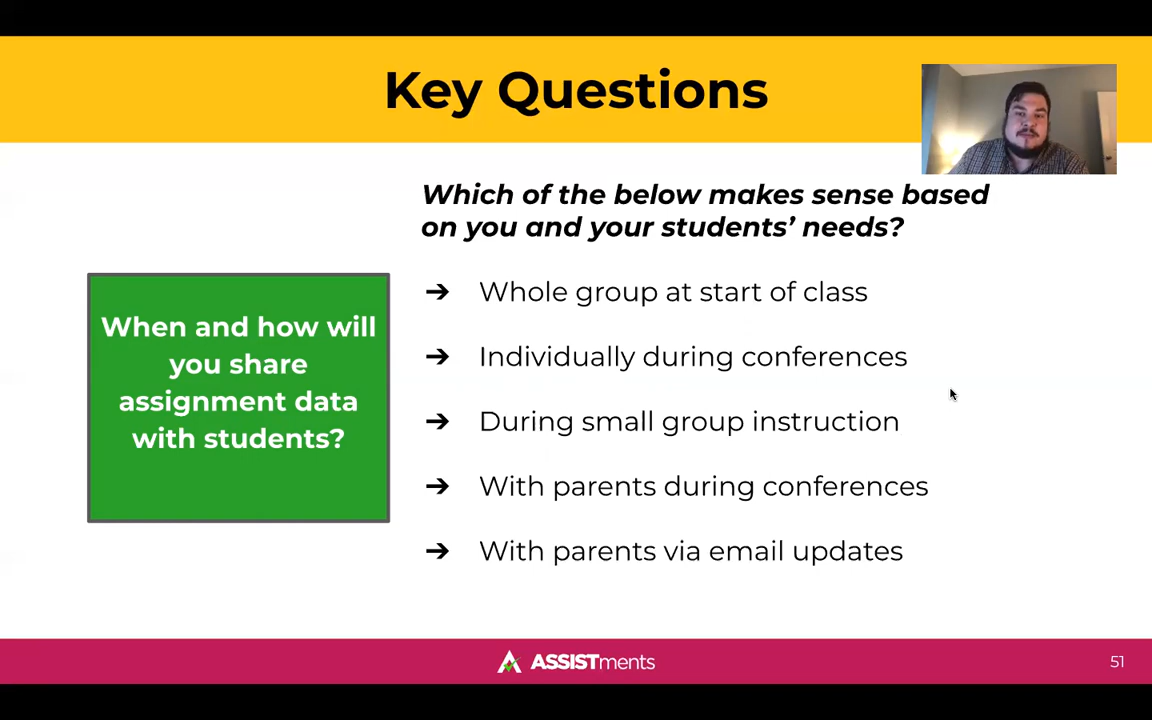 Key Questions
Which of the below makes sense based
on you and your students’ needs?
When and how will
you share
assignment data
with students?
➔ Whole group at start of class
➔ Individually during conferences
➔ During small group instruction
➔ With parents during conferences
➔ With parents via email updates
ASSISTments
51